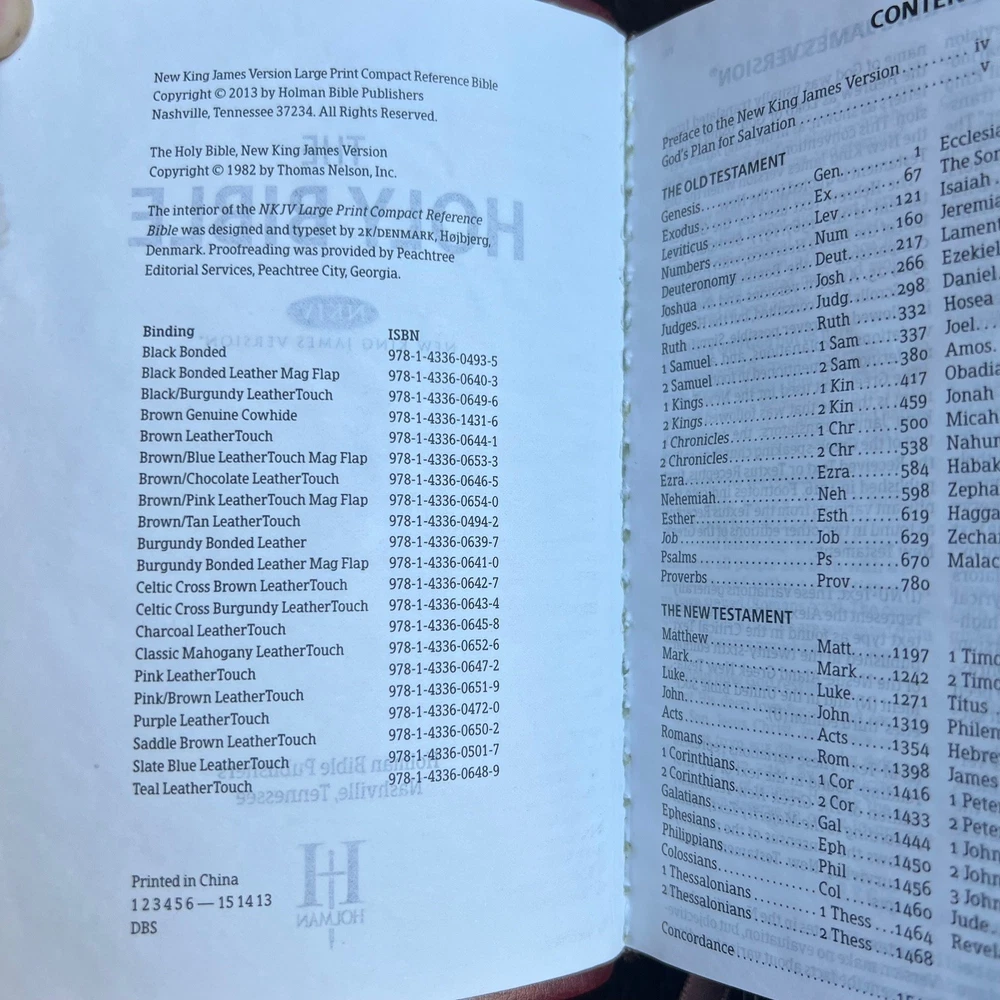 New King James Version Large Print Compact Reference Bible
Copyright © 2013 by Holman Bible Publishers
Nashville, Tennessee 37234. All Rights Reserved.
The Holy Bible, New King James Version
Copyright © 1982 by Thomas Nelson, Inc.
The interior of the NKJV Large Print Compact Reference
Bible was designed and typeset by 2K/DENMARK, Højbjerg,
Denmark. Proofreading was provided by Peachtree
Editorial Services, Peachtree City, Georgia.
Binding ISBN
Black Bonded 978-1-4336-0493-5
Black Bonded Leather Mag Flap 978-1-4336-0640-3
Black/Burgundy LeatherTouch 978-1-4336-0649-6
Brown Genuine Cowhide 978-1-4336-1431-6
Brown LeatherTouch 978-1-4336-0644-1
Brown/Blue LeatherTouch Mag Flap 978-1-4336-0653-3
Brown/Chocolate LeatherTouch 978-1-4336-0646-5
Brown/Pink LeatherTouch Mag Flap 978-1-4336-0654-0
Brown/Tan LeatherTouch 978-1-4336-0494-2
Burgundy Bonded Leather 978-1-4336-0639-7
Burgundy Bonded Leather Mag Flap 978-1-4336-0641-0
Celtic Cross Brown LeatherTouch 978-1-4336-0642-7
Celtic Cross Burgundy LeatherTouch 978-1-4336-0643-4
Charcoal LeatherTouch 978-1-4336-0645-8
Classic Mahogany LeatherTouch 978-1-4336-0652-6
Pink LeatherTouch 978-1-4336-0647-2
Pink/Brown LeatherTouch 978-1-4336-0651-9
Purple LeatherTouch 978-1-4336-0472-0
Saddle Brown LeatherTouch 978-1-4336-0650-2
Slate Blue LeatherTouch 978-1-4336-0501-7
Teal LeatherTouch 978-1-4336-0648-9
Printed in China
1 2 3 4 5 6 — 15 14 13
DBS
CONTEN
Preface to the New King James Version . . . . . . . . . iv
God's Plan for Salvation . . . . . . . . . . . . . . . . . . v
THE OLD TESTAMENT
Genesis . . . . . . . . . . Gen. . . . . . . . . 1
Exodus . . . . . . . . . . Ex . . . . . . . . 67
Leviticus . . . . . . . . . . Lev . . . . . . 121
Numbers . . . . . . . . . . Num . . . . . 160
Deuteronomy . . . . . . . . Deut. . . . . 217
Joshua . . . . . . . . . . Josh . . . . . 266
Judges . . . . . . . . . . Judg. . . . . 298
Ruth . . . . . . . . . . Ruth . . . . 332
1 Samuel . . . . . . . . . . 1 Sam . . . . 337
2 Samuel . . . . . . . . . . 2 Sam . . . . 380
1 Kings . . . . . . . . . . 1 Kin . . . . 417
2 Kings . . . . . . . . . . 2 Kin . . . . 459
1 Chronicles . . . . . . . . 1 Chr . . . . 500
2 Chronicles . . . . . . . . 2 Chr . . . . 538
Ezra . . . . . . . . . . Ezra. . . . . 584
Nehemiah . . . . . . . . . . Neh . . . . 598
Esther . . . . . . . . . . Esth . . . . 619
Job . . . . . . . . . . Job . . . . . 629
Psalms . . . . . . . . . . Ps . . . . . 670
Proverbs . . . . . . . . . . Prov. . . . 780
Ecclesia
The Son
Isaiah .
Jeremia
Lament
Ezekiel
Daniel.
Hosea
Joel . . .
Amos.
Obadia
Jonah
Micah
Nahun
Habak
Zepha
Hagga
Zechar
Malac
THE NEW TESTAMENT
Matthew . . . . . . . . . . Matt. . . . . 1197
Mark . . . . . . . . . . Mark . . . . 1242
Luke . . . . . . . . . . Luke. . . . . 1271
John . . . . . . . . . . John. . . . . 1319
Acts . . . . . . . . . . Acts . . . . 1354
Romans . . . . . . . . . . Rom . . . . 1398
1 Corinthians . . . . . . . . 1 Cor . . . . 1416
2 Corinthians . . . . . . . . 2 Cor . . . . 1433
Galatians . . . . . . . . . . Gal . . . . . 1444
Ephesians . . . . . . . . . . Eph . . . . 1450
Philippians . . . . . . . . . . Phil . . . . 1456
Colossians . . . . . . . . . . Col . . . . . 1460
1 Thessalonians . . . . . . . . 1 Thess . . . 1464
2 Thessalonians . . . . . . . . 2 Thess . . . 1468
1 Timo
2 Timo
Titus
Philem
Hebre
James
1 Pete
2 Pete
1 John
2 John
3 John
Jude .
Revel
Concordance . . . . . . . . . .